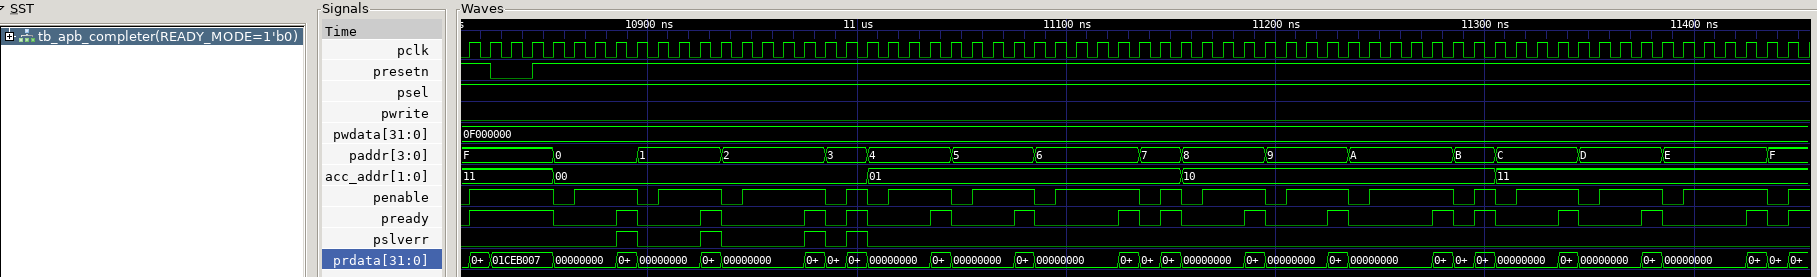 SST
Signals
Waves
tb_apb_completer(READY_MODE=1'b0)
Time
s 10900 ns 11 us 11100 ns 11200 ns 11300 ns 11400 ns
pclk
presetn
psel
pwrite
pwdata[31:0] 0F000000
paddr[3:0] F 0 1 2 3 4 5 6 7 8 9 A B C D E F
acc_addr[1:0] 11 00 01 10 11
penable
pready
pslverr
prdata[31:0] 0+ 01CEB007 00000000 0+ 00000000 0+ 00000000 0+ 0+ 0+ 00000000 0+ 00000000 0+ 00000000 0+ 0+ 0+ 00000000 0+ 00000000 0+ 00000000 0+ 0+ 0+ 00000000 0+ 00000000 0+ 00000000 0+ 0+ 0+